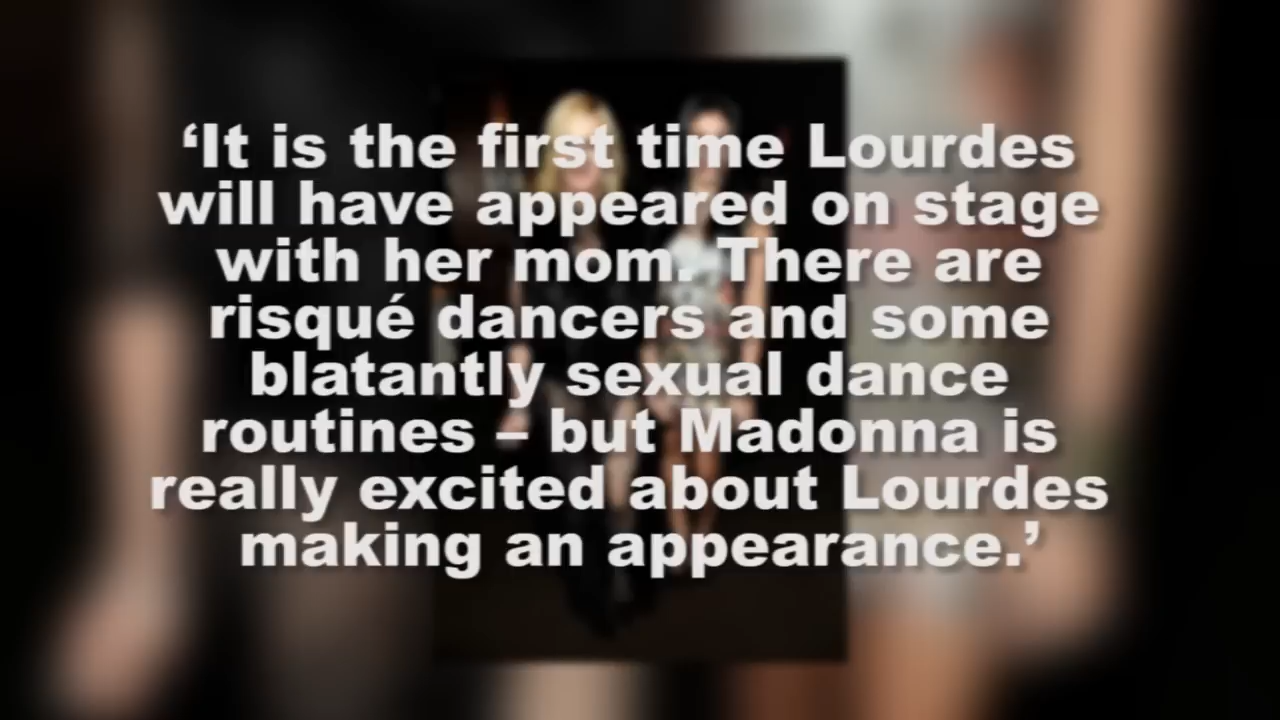 ‘It is the first time Lourdes
will have appeared on stage
with her mom. There are
risqué dancers and some
blatantly sexual dance
routines – but Madonna is
really excited about Lourdes
making an appearance.’